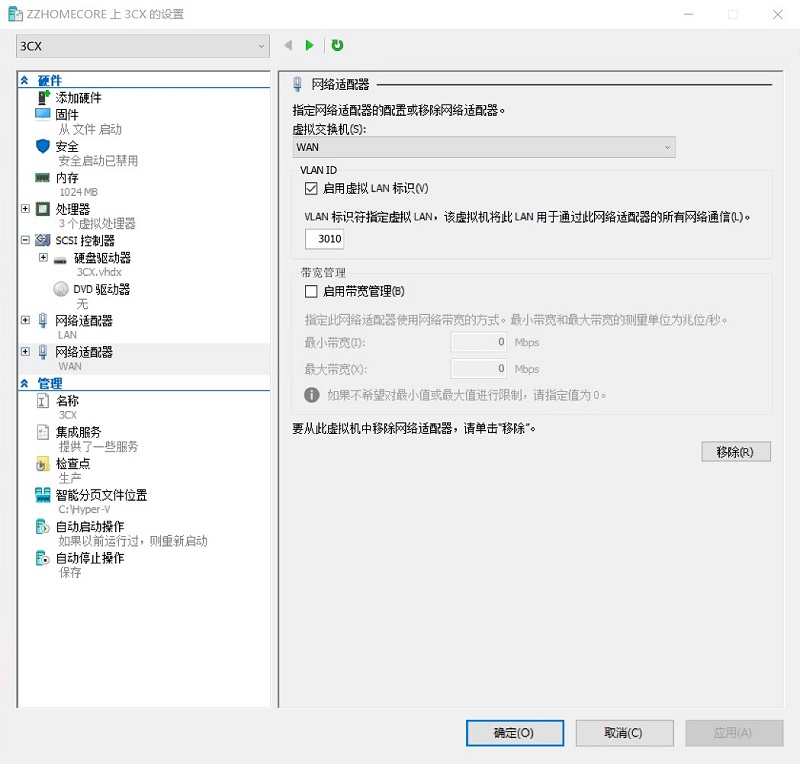 ZZHOMECORE 上 3CX 的设置
3CX
硬件
添加硬件
固件
从 文件 启动
安全
安全启动已禁用
内存
1024 MB
处理器
3 个虚拟处理器
SCSI 控制器
硬盘驱动器
3CX.vhdx
DVD 驱动器
无
网络适配器
LAN
网络适配器
WAN
管理
名称
3CX
集成服务
提供了一些服务
检查点
生产
智能分页文件位置
C:\Hyper-V
自动启动操作
如果以前运行过，则重新启动
自动停止操作
保存
网络适配器
指定网络适配器的配置或移除网络适配器。
虚拟交换机(S):
WAN
VLAN ID
启用虚拟 LAN 标识(V)
VLAN 标识符指定虚拟 LAN，该虚拟机将此 LAN 用于通过此网络适配器的所有网络通信(L)。
3010
带宽管理
启用带宽管理(B)
指定此网络适配器使用网络带宽的方式。最小带宽和最大带宽的测量单位为兆位/秒。
最小带宽(I): 0 Mbps
最大带宽(X): 0 Mbps
如果不希望对最小值或最大值进行限制，请指定值为 0。
要从此虚拟机中移除网络适配器，请单击"移除"。
移除(R)
确定(O) 取消(C) 应用(A)